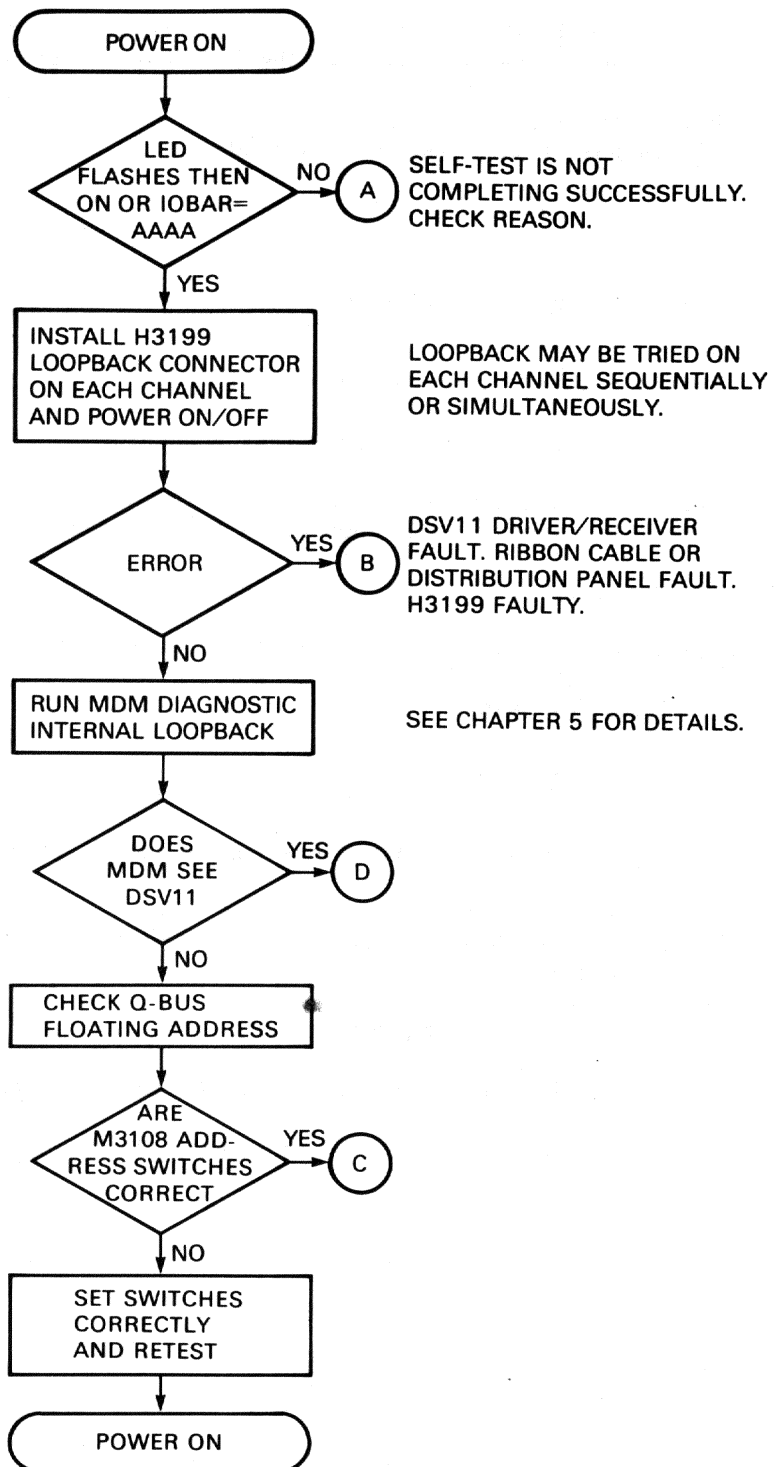 POWER ON
LED
FLASHES THEN
ON OR IOBAR=
AAAA
NO
A
SELF-TEST IS NOT
COMPLETING SUCCESSFULLY.
CHECK REASON.
YES
INSTALL H3199
LOOPBACK CONNECTOR
ON EACH CHANNEL
AND POWER ON/OFF
LOOPBACK MAY BE TRIED ON
EACH CHANNEL SEQUENTIALLY
OR SIMULTANEOUSLY.
ERROR
YES
B
DSV11 DRIVER/RECEIVER
FAULT. RIBBON CABLE OR
DISTRIBUTION PANEL FAULT.
H3199 FAULTY.
NO
RUN MDM DIAGNOSTIC
INTERNAL LOOPBACK
SEE CHAPTER 5 FOR DETAILS.
DOES
MDM SEE
DSV11
YES
D
NO
CHECK Q-BUS
FLOATING ADDRESS
ARE
M3108 ADD-
RESS SWITCHES
CORRECT
YES
C
NO
SET SWITCHES
CORRECTLY
AND RETEST
POWER ON